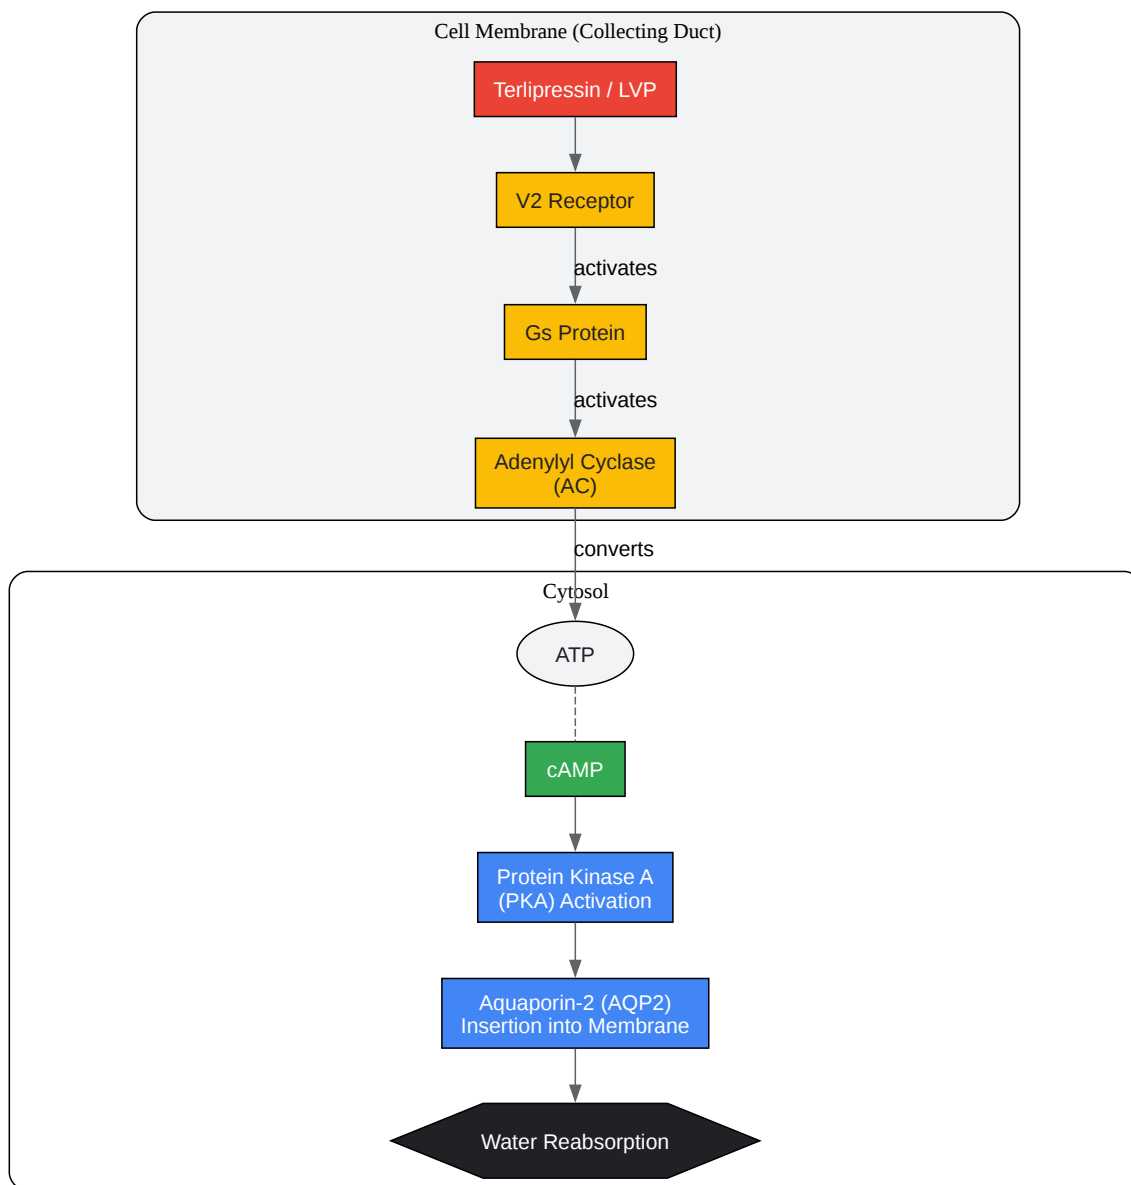 Cell Membrane (Collecting Duct)
Terlipressin / LVP
V2 Receptor
activates
Gs Protein
activates
Adenylyl Cyclase
(AC)
converts
Cytosol
ATP
cAMP
Protein Kinase A
(PKA) Activation
Aquaporin-2 (AQP2)
Insertion into Membrane
Water Reabsorption